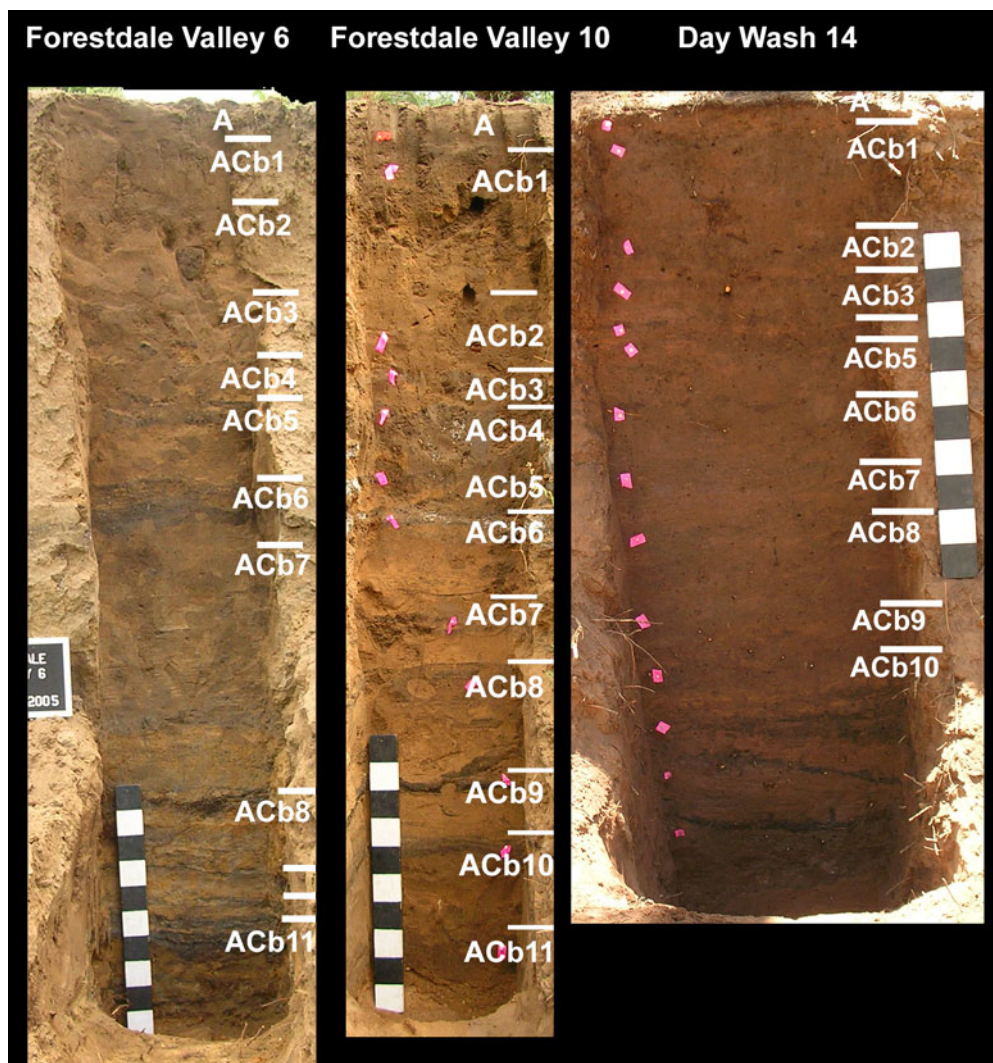 Forestdale Valley 6
A
ACb1
ACb2
ACb3
ACb4
ACb5
ACb6
ACb7
ALE
Y 6
2005
ACb8
ACb11
Forestdale Valley 10
A
ACb1
ACb2
ACb3
ACb4
ACb5
ACb6
ACb7
ACb8
ACb9
ACb10
ACb11
Day Wash 14
A
ACb1
ACb2
ACb3
ACb5
ACb6
ACb7
ACb8
ACb9
ACb10